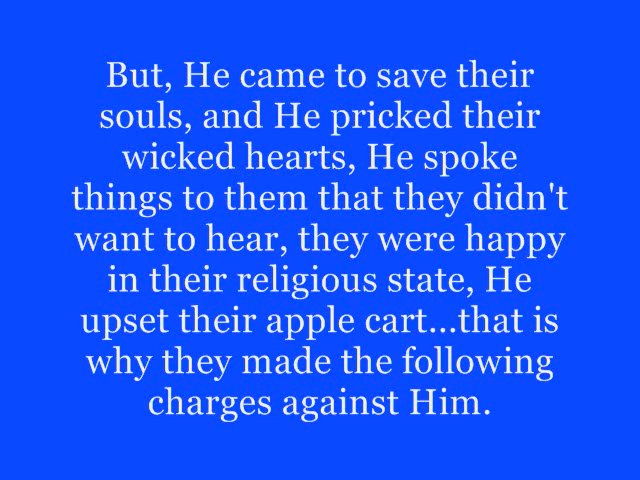 But, He came to save their
souls, and He pricked their
wicked hearts, He spoke
things to them that they didn't
want to hear, they were happy
in their religious state, He
upset their apple cart...that is
why they made the following
charges against Him.